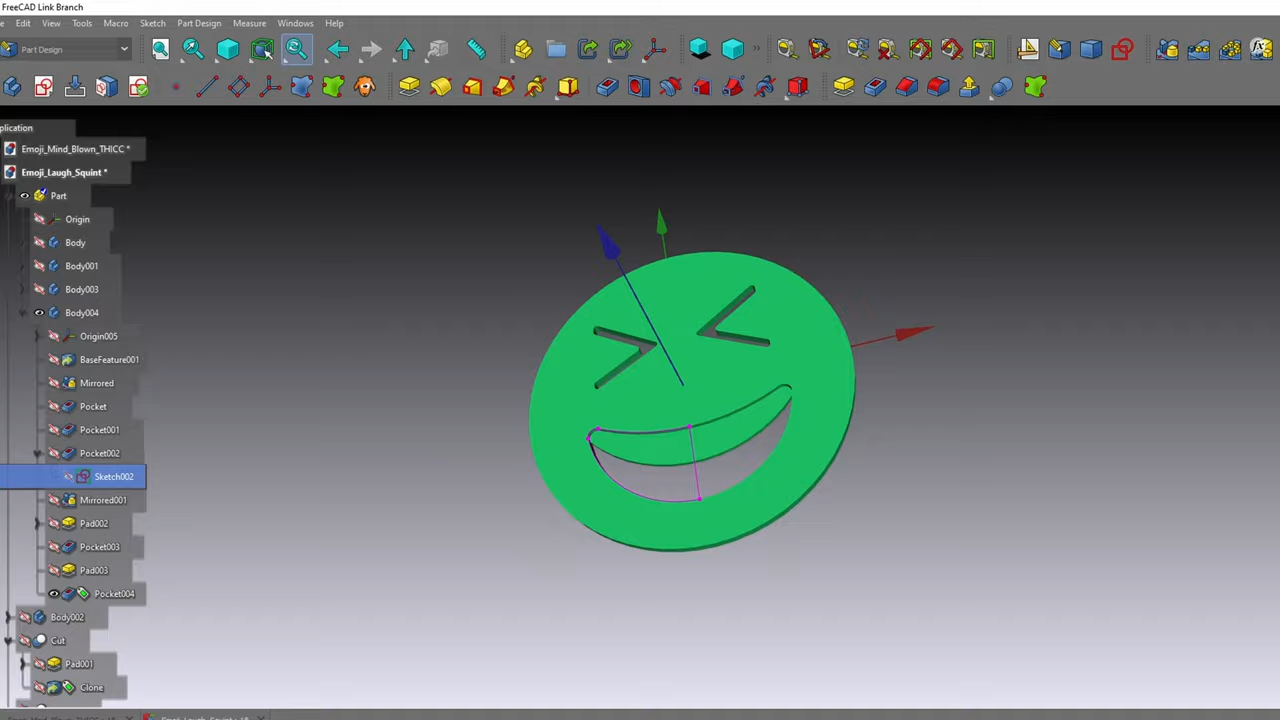 FreeCAD Link Branch
Edit View Tools Macro Sketch Part Design Measure Windows Help
Part Design
plication
Emoji_Mind_Blown_THICC *
Emoji_Laugh_Squint *
Part
Origin
Body
Body001
Body003
Body004
Origin005
BaseFeature001
Mirrored
Pocket
Pocket001
Pocket002
Sketch002
Mirrored001
Pad002
Pocket003
Pad003
Pocket004
Body002
Cut
Pad001
Clone